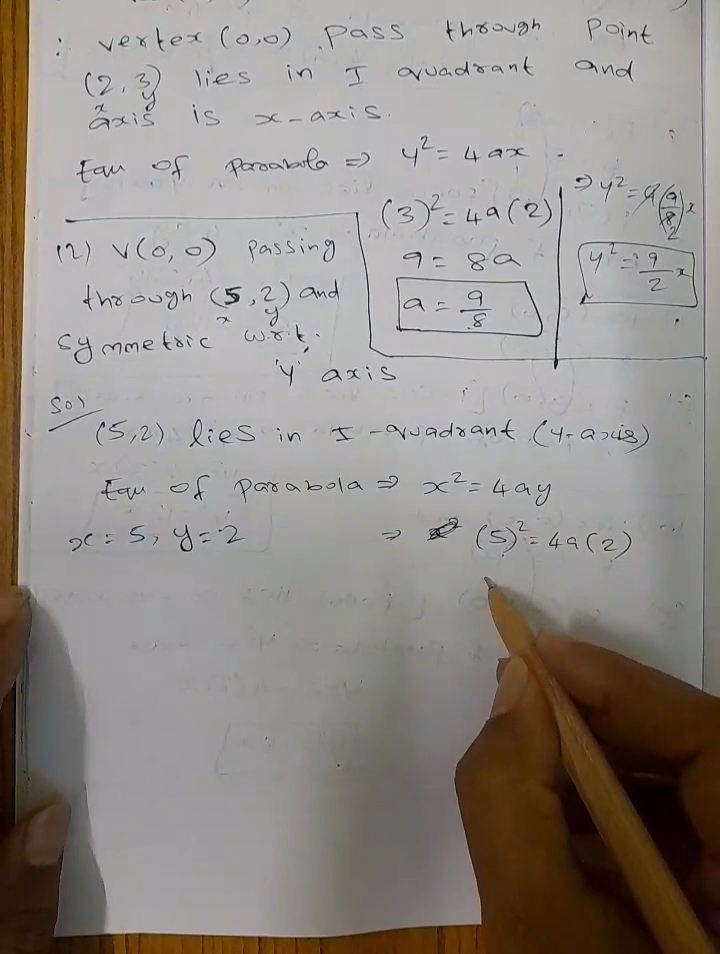 : vertex (0,0) pass through point
(2,3) lies in I quadrant and
x y
axis is x-axis.
Equ of Parabola => y² = 4ax.
(3)² = 4a(2)
9 = 8a
a = 9/8
=> y² = 4(9/8)x
2
y² = 9/2 x
(2) V(0,0) Passing
through (5,2) and
x y
symmetric w.r.t.
'y' axis
Sol
(5,2) lies in I-quadrant (y-axis)
Equ of Parabola => x² = 4ay
x = 5, y = 2 => (5)² = 4a(2)